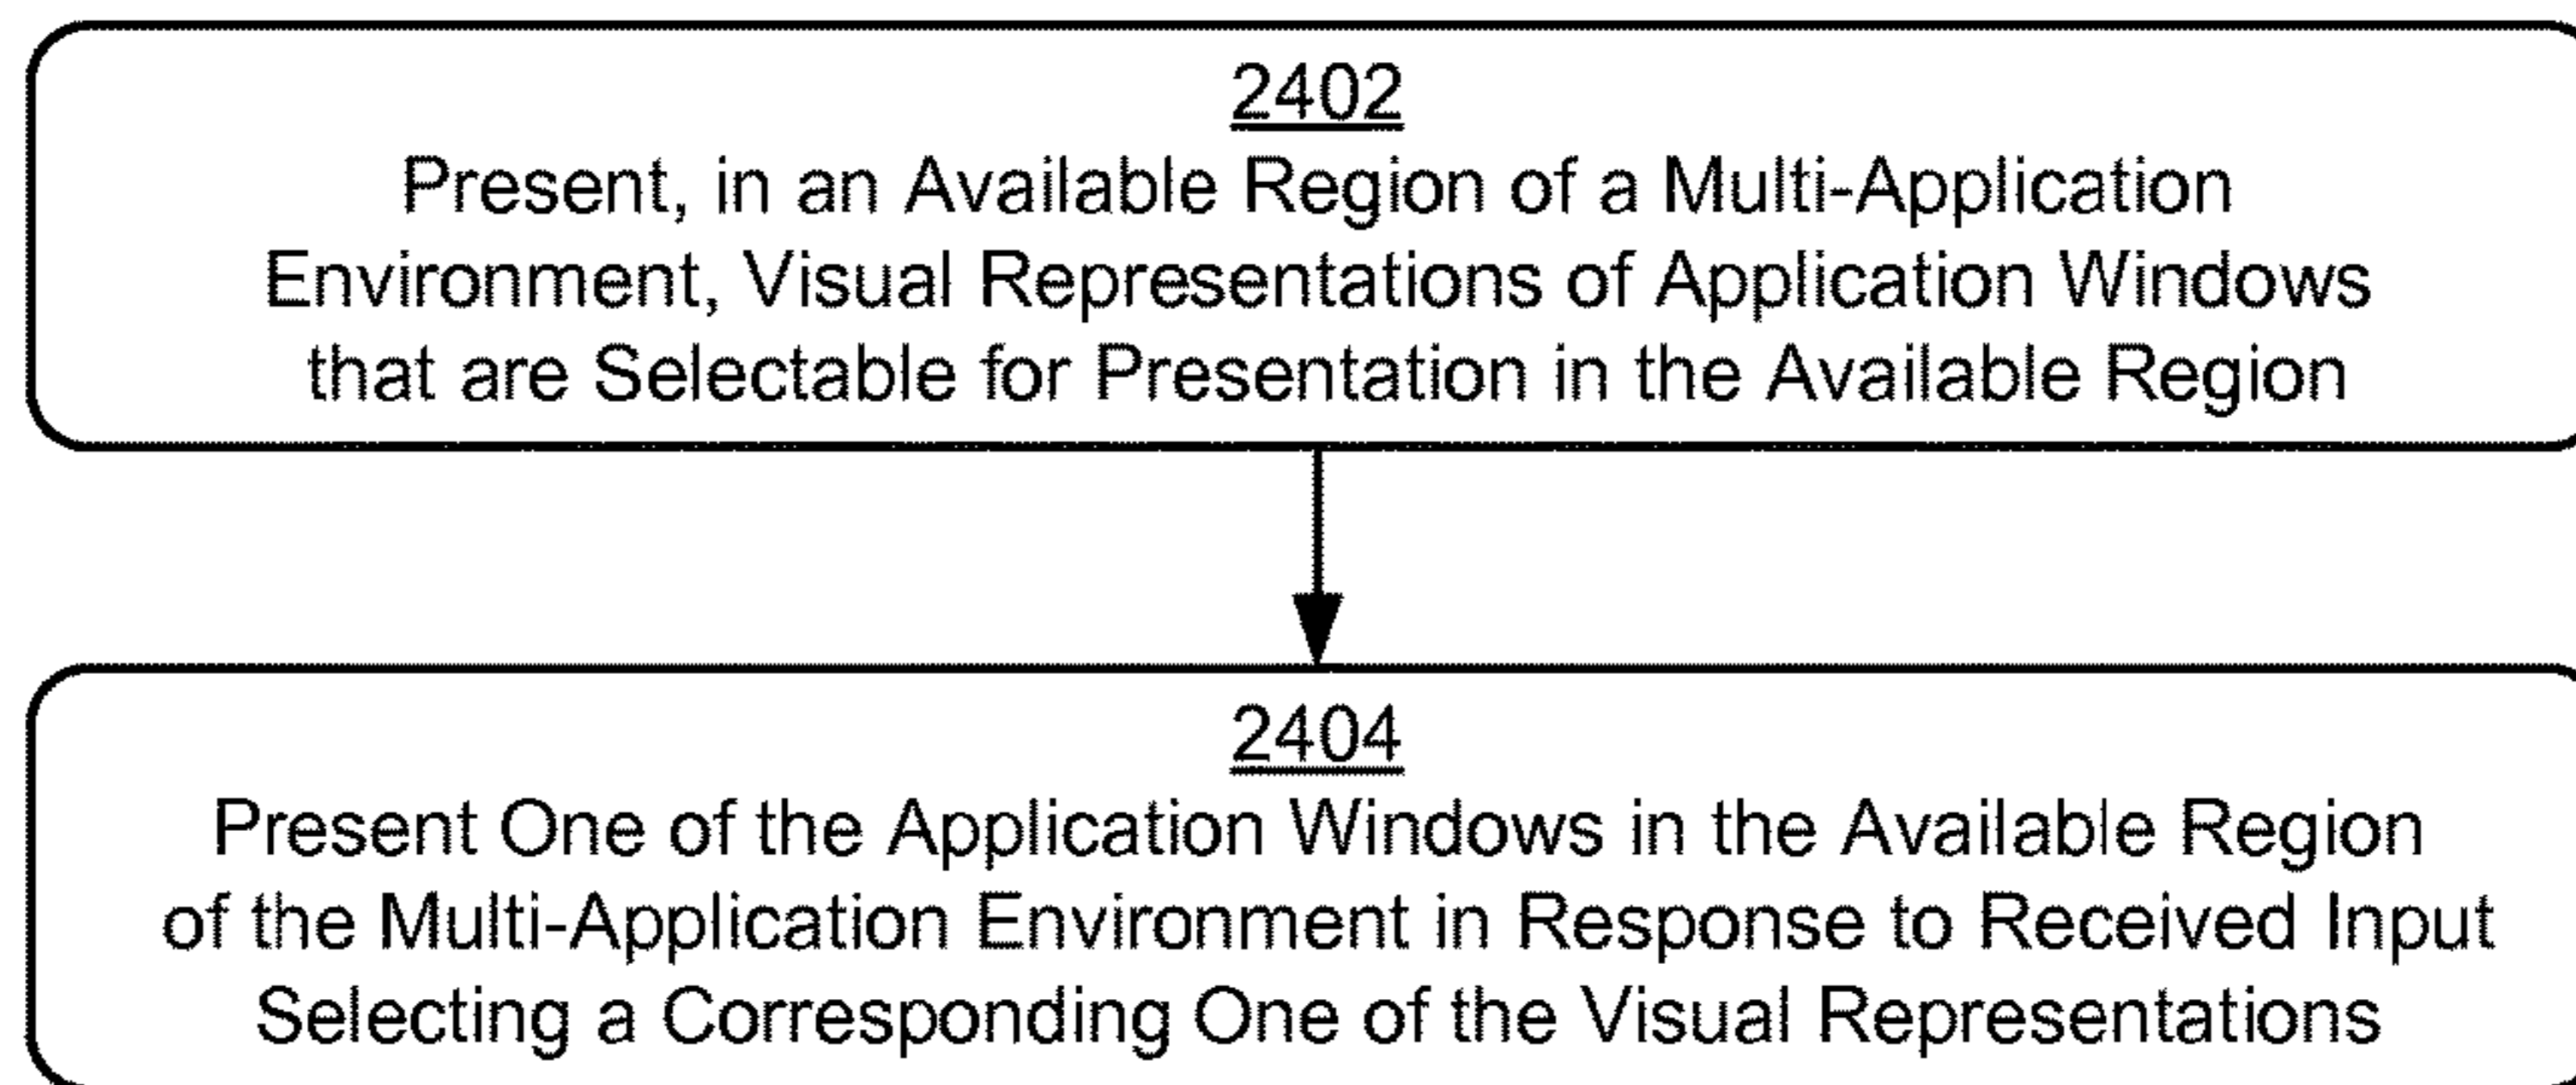 2402
Present, in an Available Region of a Multi-Application
Environment, Visual Representations of Application Windows
that are Selectable for Presentation in the Available Region
2404
Present One of the Application Windows in the Available Region
of the Multi-Application Environment in Response to Received Input
Selecting a Corresponding One of the Visual Representations